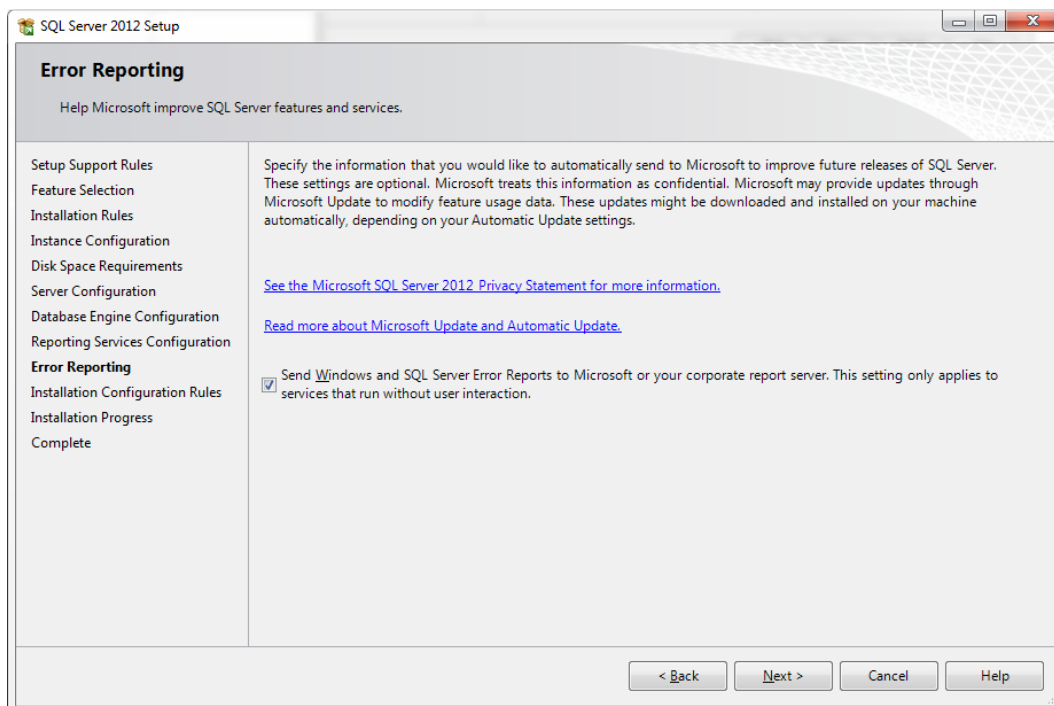 SQL Server 2012 Setup
Error Reporting
Help Microsoft improve SQL Server features and services.
Setup Support Rules
Feature Selection
Installation Rules
Instance Configuration
Disk Space Requirements
Server Configuration
Database Engine Configuration
Reporting Services Configuration
Error Reporting
Installation Configuration Rules
Installation Progress
Complete
Specify the information that you would like to automatically send to Microsoft to improve future releases of SQL Server.
These settings are optional. Microsoft treats this information as confidential. Microsoft may provide updates through
Microsoft Update to modify feature usage data. These updates might be downloaded and installed on your machine
automatically, depending on your Automatic Update settings.
See the Microsoft SQL Server 2012 Privacy Statement for more information.
Read more about Microsoft Update and Automatic Update.
Send Windows and SQL Server Error Reports to Microsoft or your corporate report server. This setting only applies to
services that run without user interaction.
< Back
Next >
Cancel
Help